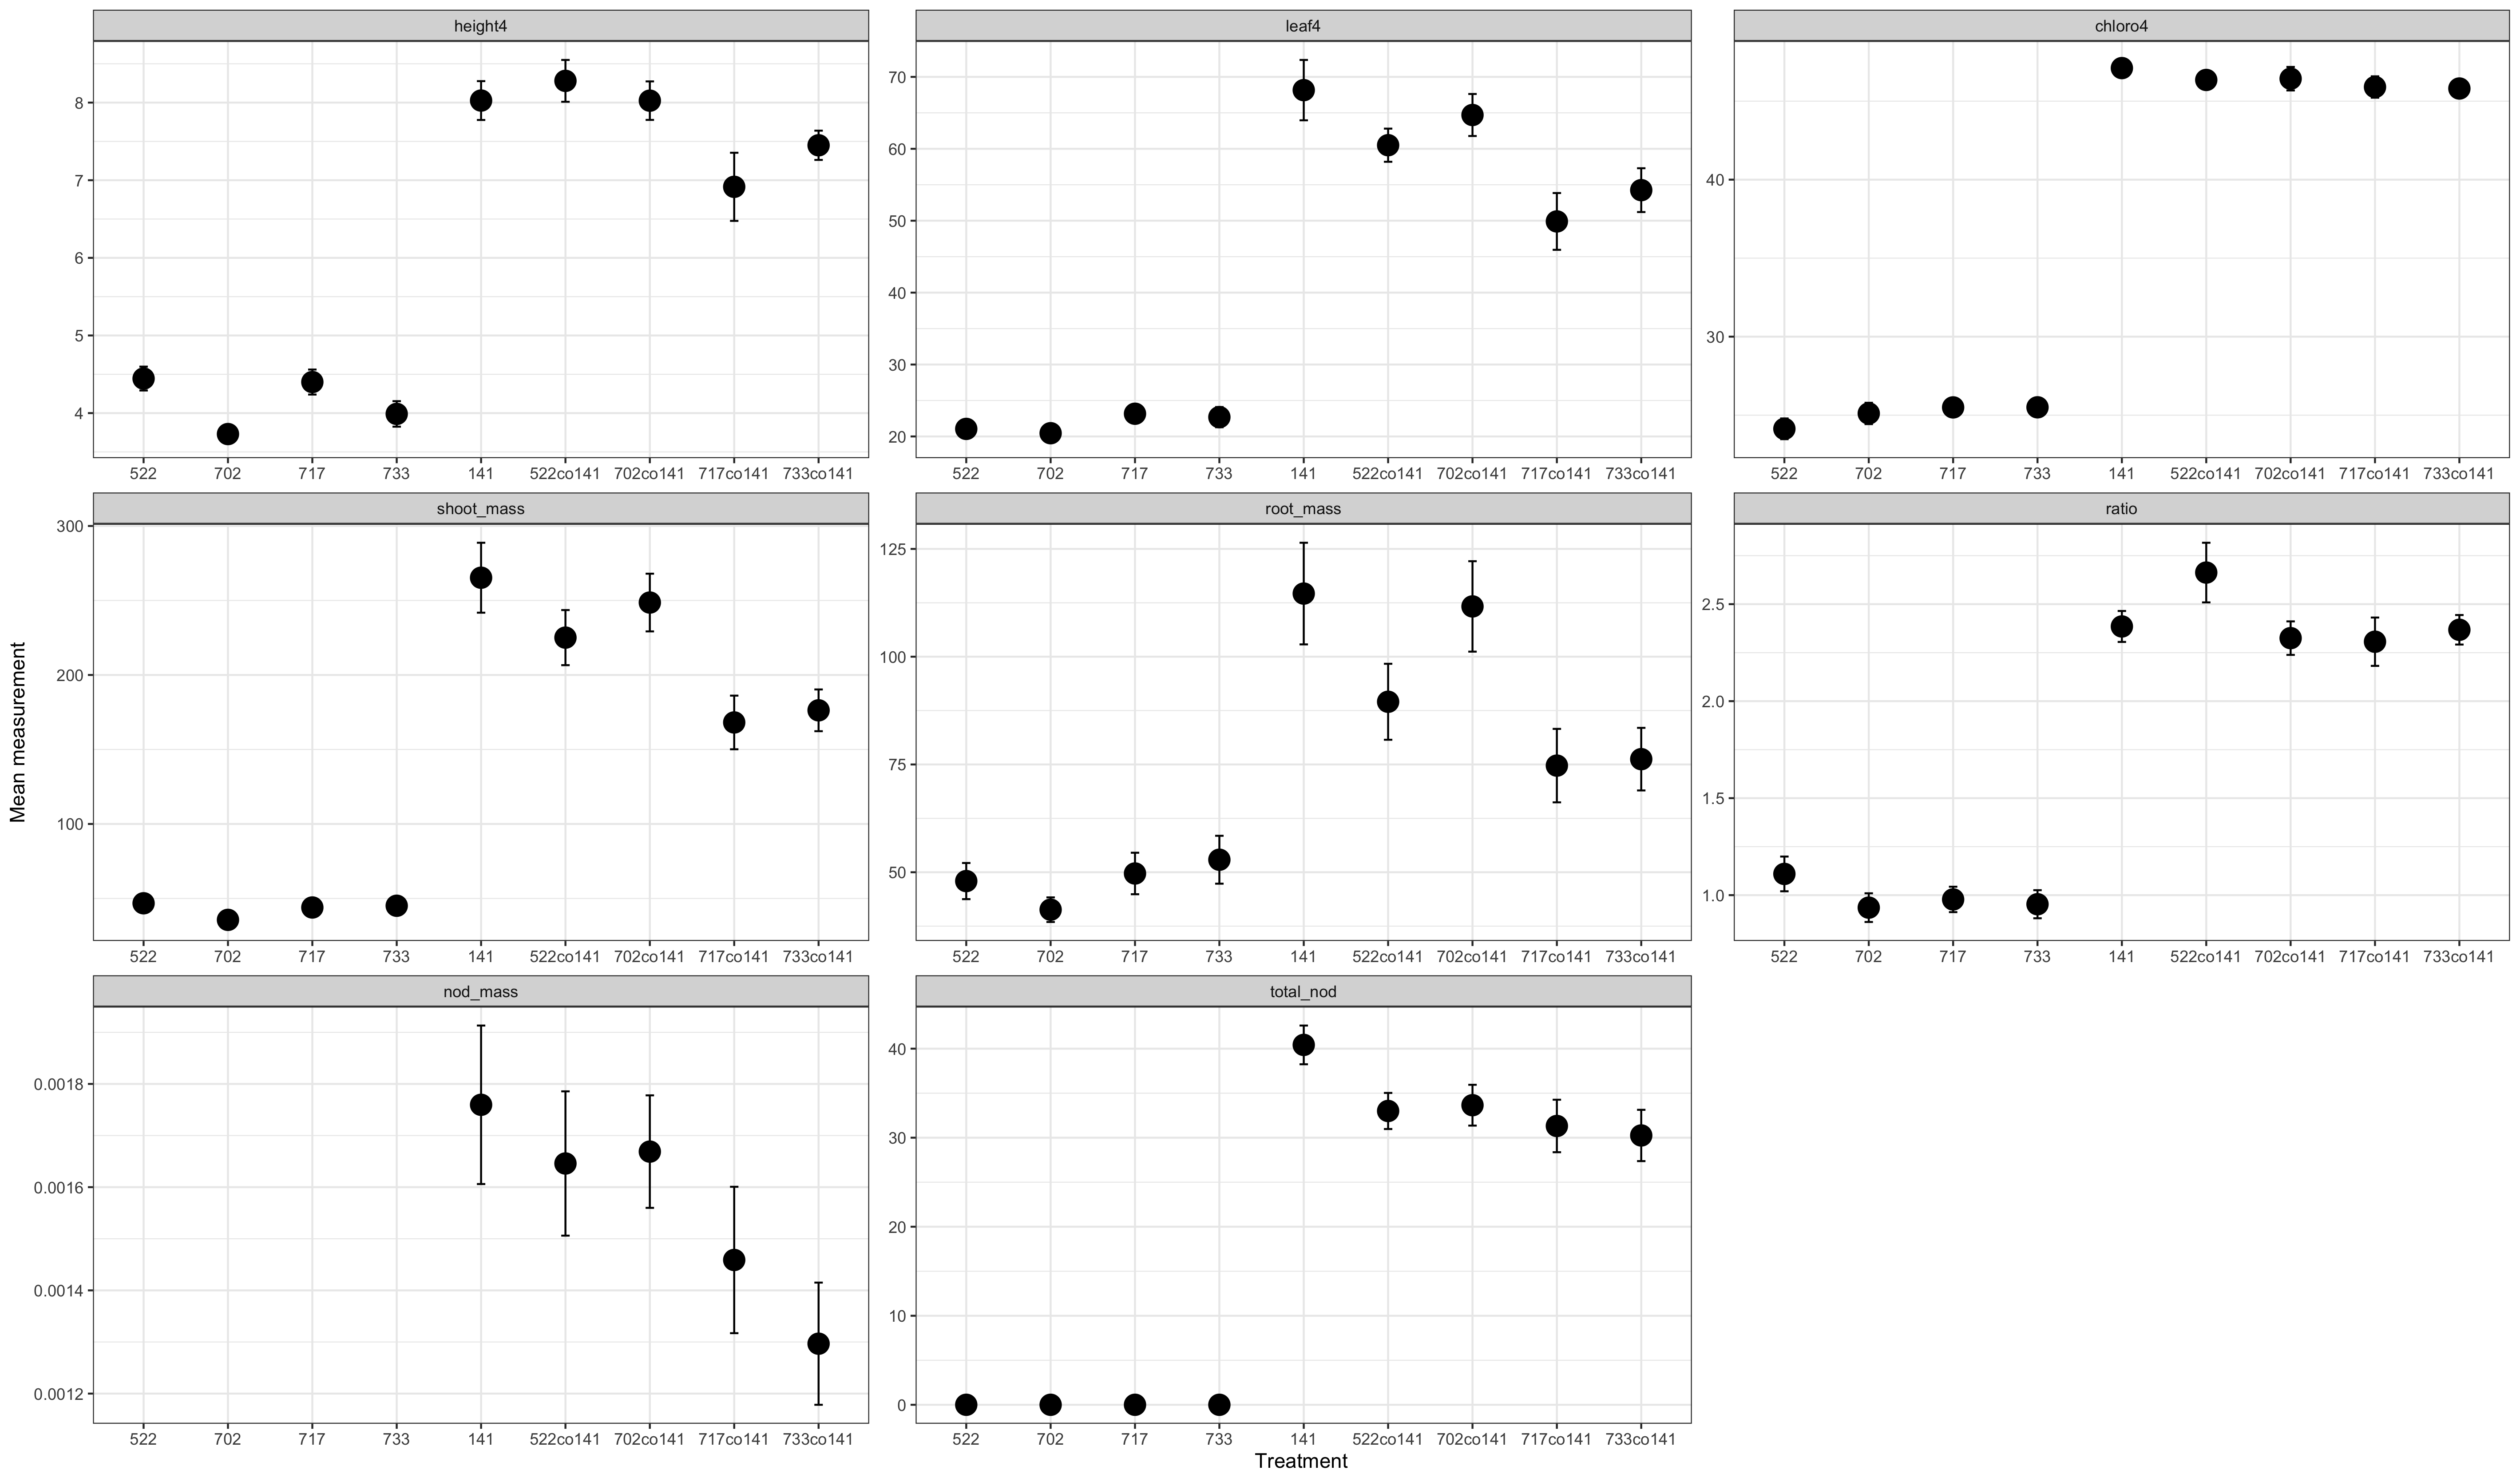 height4 leaf4 chloro4
8
7
6
5
4
70
60
50
40
30
20
40
30
522 702 717 733 141 522co141 702co141 717co141 733co141
522 702 717 733 141 522co141 702co141 717co141 733co141
522 702 717 733 141 522co141 702co141 717co141 733co141
shoot_mass root_mass ratio
Mean measurement
300
200
100
125
100
75
50
2.5
2.0
1.5
1.0
522 702 717 733 141 522co141 702co141 717co141 733co141
522 702 717 733 141 522co141 702co141 717co141 733co141
522 702 717 733 141 522co141 702co141 717co141 733co141
nod_mass total_nod
0.0018
0.0016
0.0014
0.0012
40
30
20
10
0
522 702 717 733 141 522co141 702co141 717co141 733co141
522 702 717 733 141 522co141 702co141 717co141 733co141
Treatment